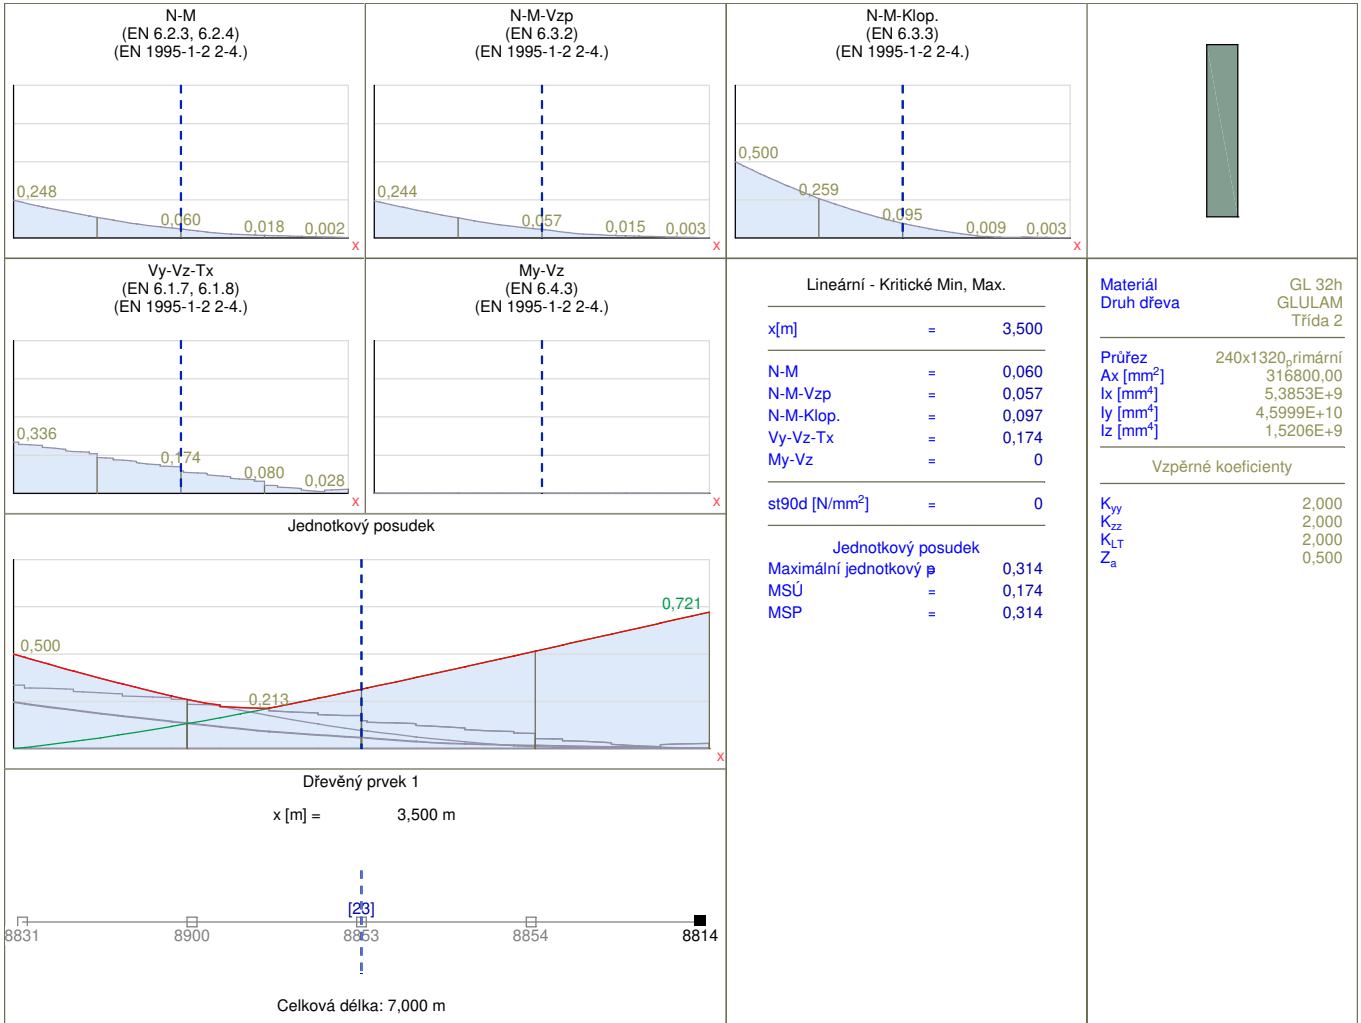 N-M
(EN 6.2.3, 6.2.4)
(EN 1995-1-2 2-4.)
0,248
0,060
0,018
0,002
x
N-M-Vzp
(EN 6.3.2)
(EN 1995-1-2 2-4.)
0,244
0,057
0,015
0,003
x
N-M-Klop.
(EN 6.3.3)
(EN 1995-1-2 2-4.)
0,500
0,259
0,095
0,009
0,003
x
Vy-Vz-Tx
(EN 6.1.7, 6.1.8)
(EN 1995-1-2 2-4.)
0,336
0,174
0,080
0,028
x
My-Vz
(EN 6.4.3)
(EN 1995-1-2 2-4.)
x
Lineární - Kritické Min, Max.
x[m] = 3,500
N-M = 0,060
N-M-Vzp = 0,057
N-M-Klop. = 0,097
Vy-Vz-Tx = 0,174
My-Vz = 0
st90d [N/mm2] = 0
Jednotkový posudek
Maximální jednotkový p = 0,314
MSÚ = 0,174
MSP = 0,314
Materiál GL 32h
Druh dřeva GLULAM
Třída 2
Průřez 240x1320primární
Ax [mm2] 316800,00
Ix [mm4] 5,3853E+9
Iy [mm4] 4,5999E+10
Iz [mm4] 1,5206E+9
Vzpěrné koeficienty
Kyy 2,000
Kzz 2,000
KLT 2,000
Za 0,500
Jednotkový posudek
0,500
0,213
0,721
x
Dřevěný prvek 1
x [m] = 3,500 m
[23]
8831 8900 8853 8854 8814
Celková délka: 7,000 m